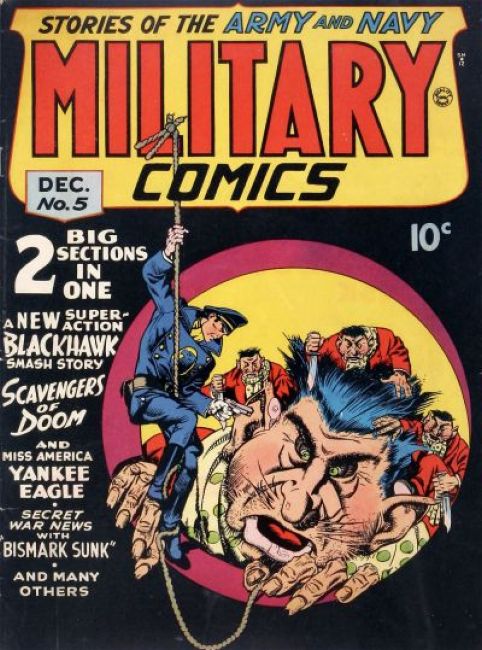 STORIES OF THE ARMY AND NAVY
MILITARY
COMICS
DEC.
No. 5
10¢
2 BIG
SECTIONS
IN
ONE
A NEW SUPER-
ACTION
BLACKHAWK
SMASH STORY
SCAVENGERS
OF
DOOM
AND
MISS AMERICA
YANKEE
EAGLE
•
SECRET
WAR NEWS
WITH
"BISMARK SUNK"
•
AND MANY
OTHERS